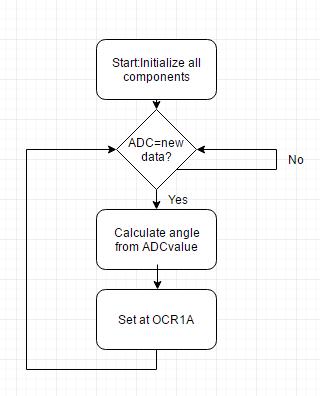 Start:Initialize all
components
ADC=new
data?
No
Yes
Calculate angle
from ADCvalue
Set at OCR1A